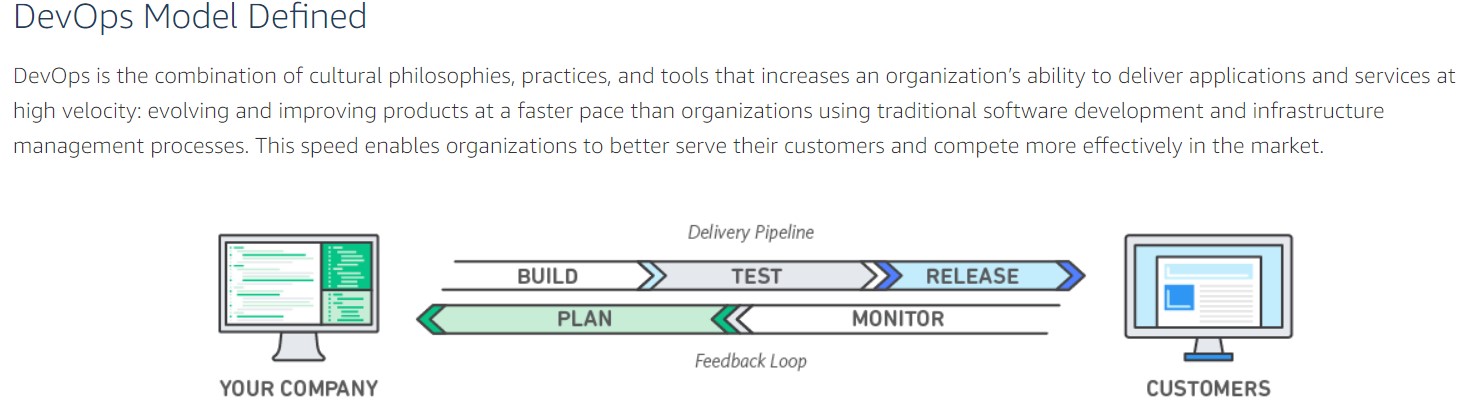 DevOps Model Defined
DevOps is the combination of cultural philosophies, practices, and tools that increases an organization’s ability to deliver applications and services at
high velocity: evolving and improving products at a faster pace than organizations using traditional software development and infrastructure
management processes. This speed enables organizations to better serve their customers and compete more effectively in the market.
Delivery Pipeline
BUILD TEST RELEASE
PLAN MONITOR
Feedback Loop
YOUR COMPANY CUSTOMERS